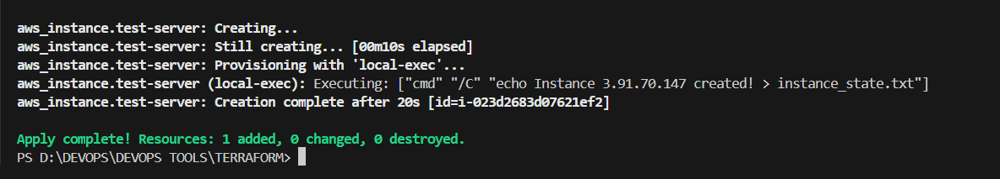 aws_instance.test-server: Creating...
aws_instance.test-server: Still creating... [00m10s elapsed]
aws_instance.test-server: Provisioning with 'local-exec'...
aws_instance.test-server (local-exec): Executing: ["cmd" "/C" "echo Instance 3.91.70.147 created! > instance_state.txt"]
aws_instance.test-server: Creation complete after 20s [id=i-023d2683d07621ef2]
Apply complete! Resources: 1 added, 0 changed, 0 destroyed.
PS D:\DEVOPS\DEVOPS TOOLS\TERRAFORM>